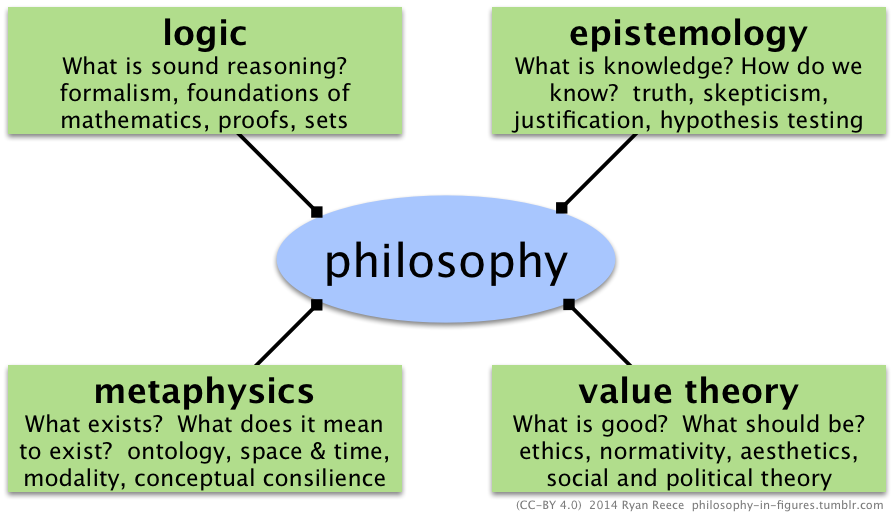 logic
What is sound reasoning?
formalism, foundations of
mathematics, proofs, sets
epistemology
What is knowledge? How do we
know?  truth, skepticism,
justification, hypothesis testing
philosophy
metaphysics
What exists?  What does it mean
to exist?  ontology, space & time,
modality, conceptual consilience
value theory
What is good?  What should be?
ethics, normativity, aesthetics,
social and political theory
(CC-BY 4.0)  2014 Ryan Reece  philosophy-in-figures.tumblr.com